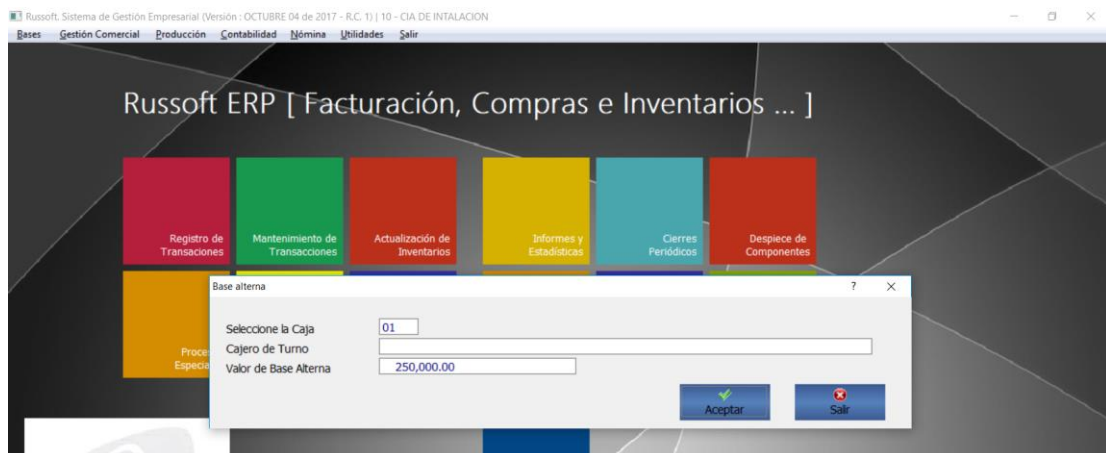 Russoft, Sistema de Gestión Empresarial (Versión : OCTUBRE 04 de 2017 - R.C. 1) | 10 - CIA DE INTALACION
Bases Gestión Comercial Producción Contabilidad Nómina Utilidades Salir
Russoft ERP [ Facturación, Compras e Inventarios ... ]
Registro de Transaciones
Mantenimiento de Transacciones
Actualización de Inventarios
Informes y Estadísticas
Cierres Periódicos
Despiece de Componentes
Base alterna
Seleccione la Caja 01
Cajero de Turno
Valor de Base Alterna 250,000.00
Aceptar Salir